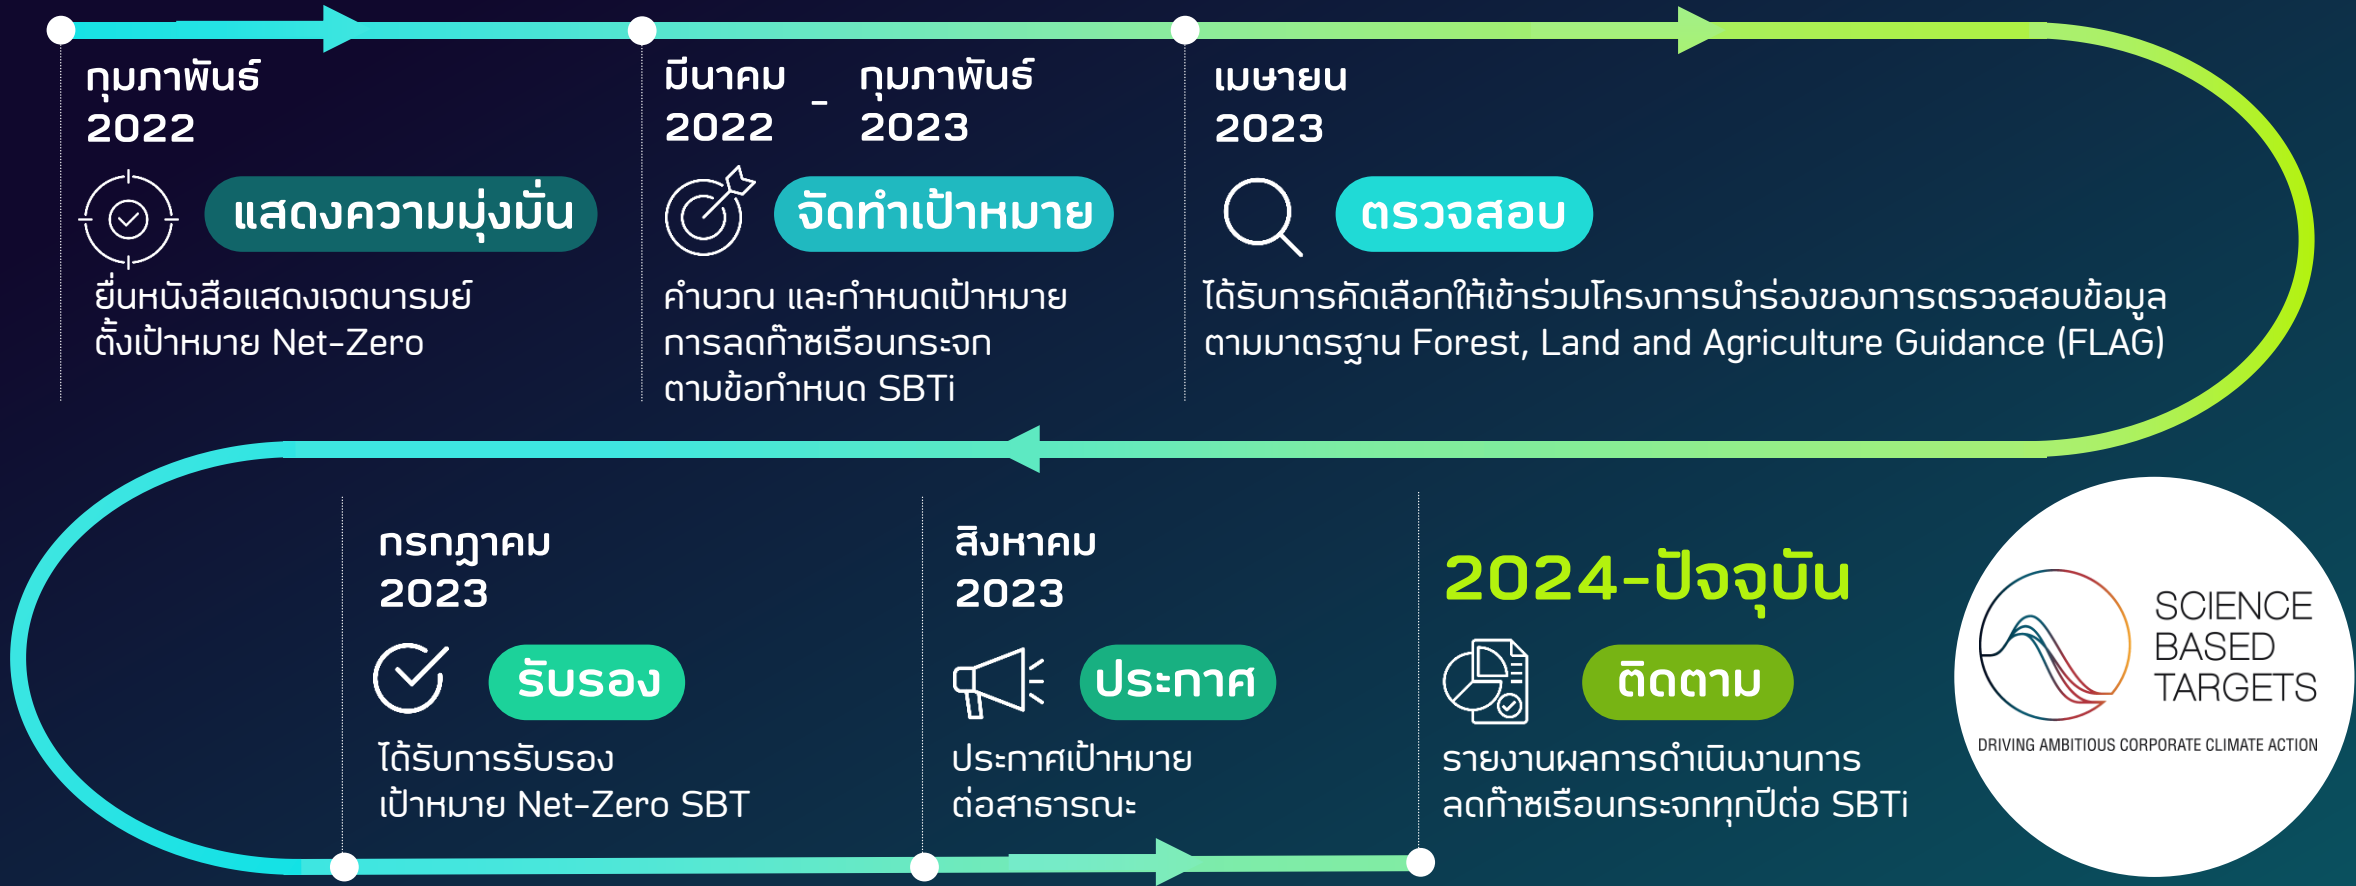 กุมภาพันธ์
2022
แสดงความมุ่งมั่น
ยื่นหนังสือแสดงเจตนารมย์
ตั้งเป้าหมาย Net-Zero
มีนาคม - กุมภาพันธ์
2022 2023
จัดทำเป้าหมาย
คำนวณ และกำหนดเป้าหมาย
การลดก๊าซเรือนกระจก
ตามข้อกำหนด SBTi
เมษายน
2023
ตรวจสอบ
ได้รับการคัดเลือกให้เข้าร่วมโครงการนำร่องของการตรวจสอบข้อมูล
ตามมาตรฐาน Forest, Land and Agriculture Guidance (FLAG)
กรกฎาคม
2023
รับรอง
ได้รับการรับรอง
เป้าหมาย Net-Zero SBT
สิงหาคม
2023
ประกาศ
ประกาศเป้าหมาย
ต่อสาธารณะ
2024-ปัจจุบัน
ติดตาม
รายงานผลการดำเนินงานการ
ลดก๊าซเรือนกระจกทุกปีต่อ SBTi
SCIENCE
BASED
TARGETS
DRIVING AMBITIOUS CORPORATE CLIMATE ACTION